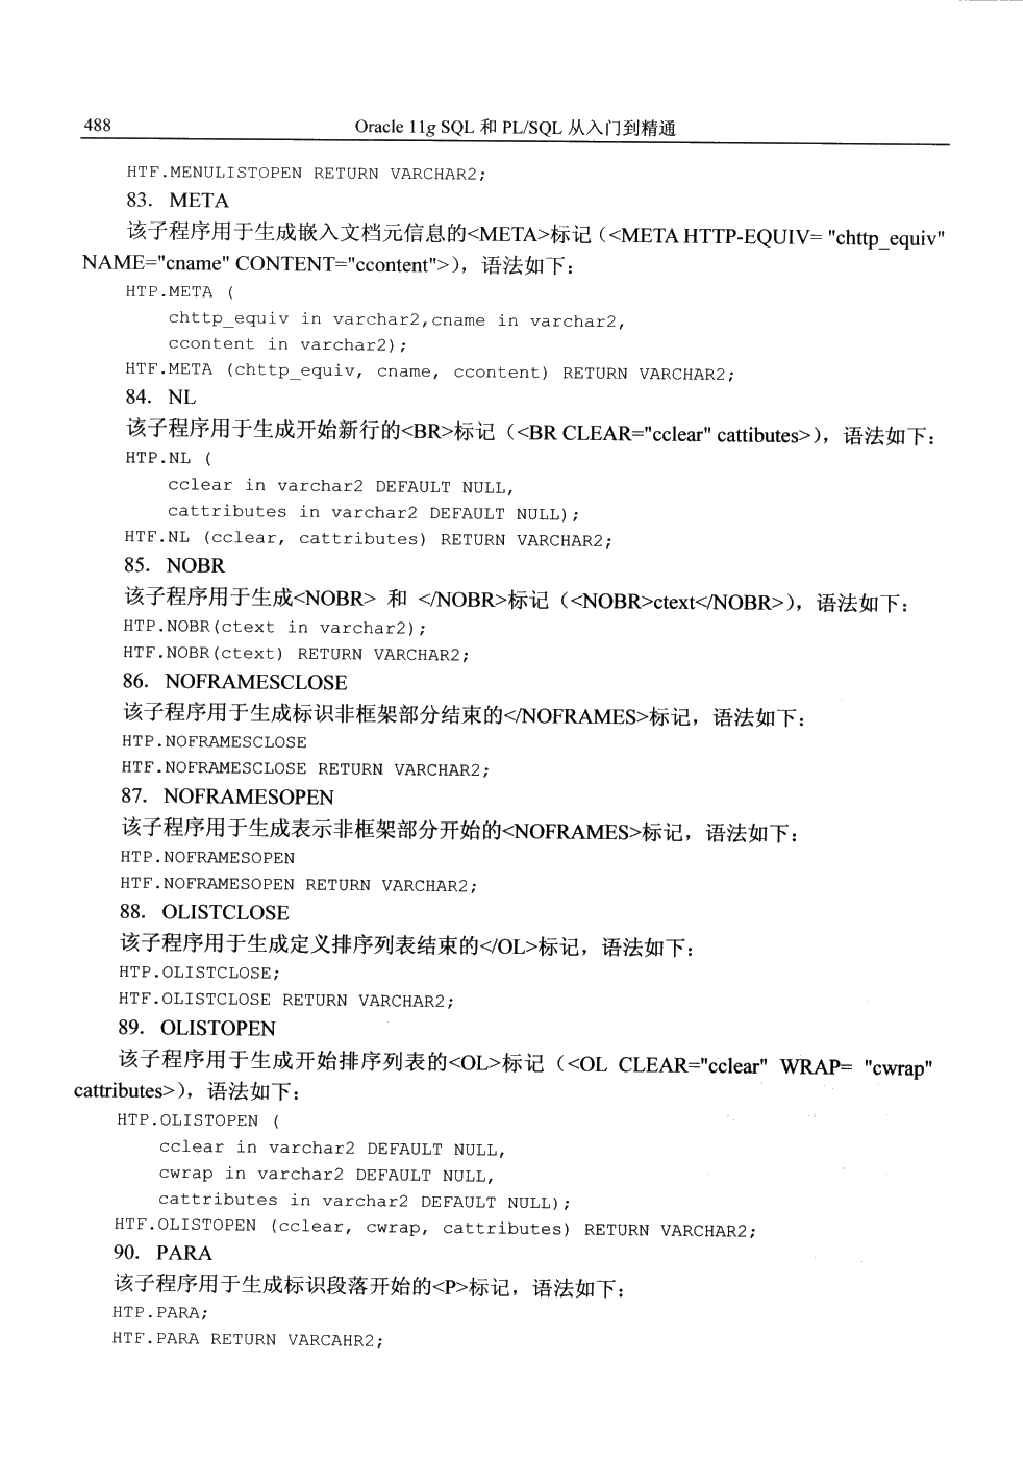 488
Oracle 11g SQL 和 PL/SQL 从入门到精通
HTF.MENULISTOPEN RETURN VARCHAR2;
83. META
该子程序用于生成嵌入文档元信息的<META>标记（<META HTTP-EQUIV= "chttp_equiv"
NAME="cname" CONTENT="ccontent">），语法如下：
HTP.META (
chttp_equiv in varchar2,cname in varchar2,
ccontent in varchar2);
HTF.META (chttp_equiv, cname, ccontent) RETURN VARCHAR2;
84. NL
该子程序用于生成开始新行的<BR>标记（<BR CLEAR="cclear" cattibutes>），语法如下：
HTP.NL (
cclear in varchar2 DEFAULT NULL,
cattributes in varchar2 DEFAULT NULL);
HTF.NL (cclear, cattributes) RETURN VARCHAR2;
85. NOBR
该子程序用于生成<NOBR> 和 </NOBR>标记（<NOBR>ctext</NOBR>），语法如下：
HTP.NOBR(ctext in varchar2);
HTF.NOBR(ctext) RETURN VARCHAR2;
86. NOFRAMESCLOSE
该子程序用于生成标识非框架部分结束的</NOFRAMES>标记，语法如下：
HTP.NOFRAMESCLOSE
HTF.NOFRAMESCLOSE RETURN VARCHAR2;
87. NOFRAMESOPEN
该子程序用于生成表示非框架部分开始的<NOFRAMES>标记，语法如下：
HTP.NOFRAMESOPEN
HTF.NOFRAMESOPEN RETURN VARCHAR2;
88. OLISTCLOSE
该子程序用于生成定义排序列表结束的</OL>标记，语法如下：
HTP.OLISTCLOSE;
HTF.OLISTCLOSE RETURN VARCHAR2;
89. OLISTOPEN
该子程序用于生成开始排序列表的<OL>标记（<OL CLEAR="cclear" WRAP= "cwrap"
cattributes>），语法如下：
HTP.OLISTOPEN (
cclear in varchar2 DEFAULT NULL,
cwrap in varchar2 DEFAULT NULL,
cattributes in varchar2 DEFAULT NULL);
HTF.OLISTOPEN (cclear, cwrap, cattributes) RETURN VARCHAR2;
90. PARA
该子程序用于生成标识段落开始的<P>标记，语法如下：
HTP.PARA;
HTF.PARA RETURN VARCAHR2;